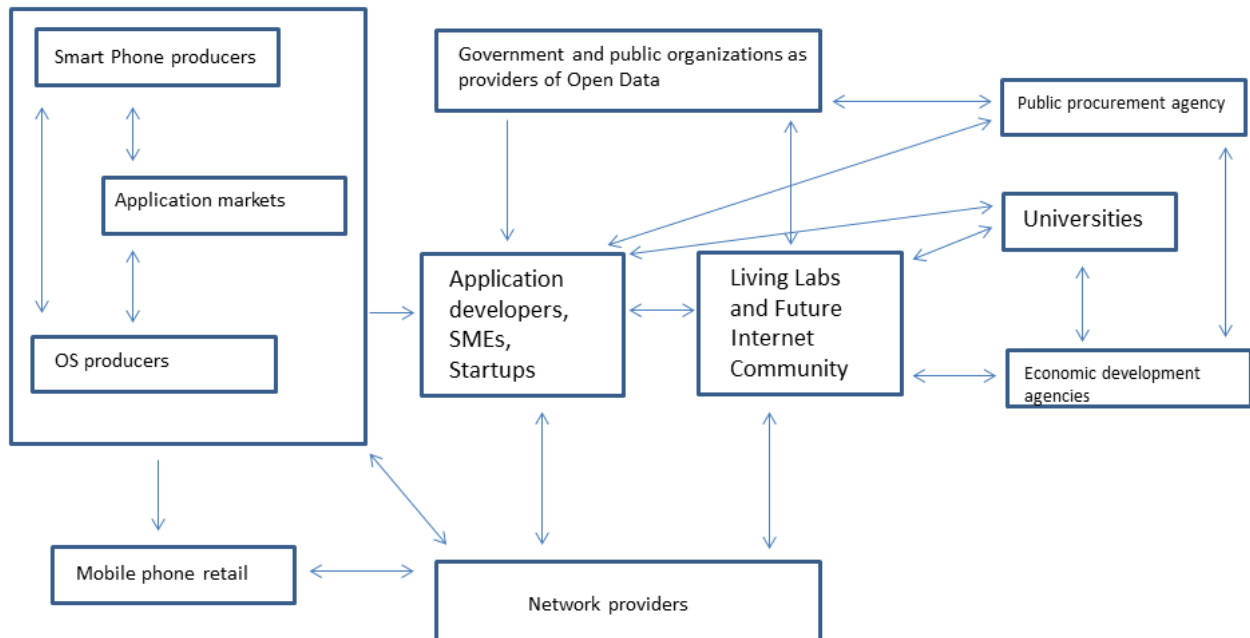 Smart Phone producers
Application markets
OS producers
Mobile phone retail
Government and public organizations as
providers of Open Data
Application
developers,
SMEs,
Startups
Living Labs
and Future
Internet
Community
Network providers
Public procurement agency
Universities
Economic development
agencies